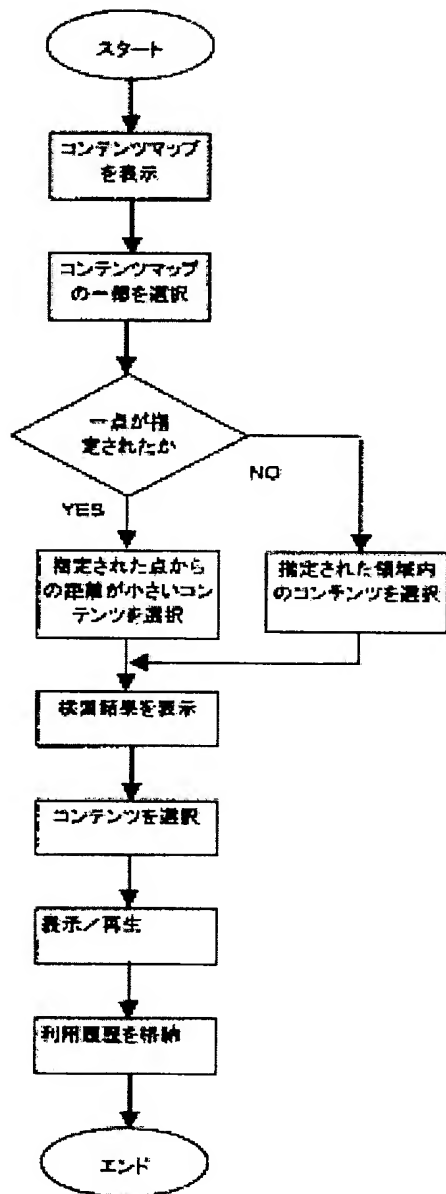 スタート
コンテンツマップ
を表示
コンテンツマップ
の一部を選択
一点が指
定されたか
NO
YES
指定された点から
の距離が小さいコン
テンツを選択
指定された領域内
のコンテンツを選択
検索結果を表示
コンテンツを選択
表示／再生
利用履歴を格納
エンド